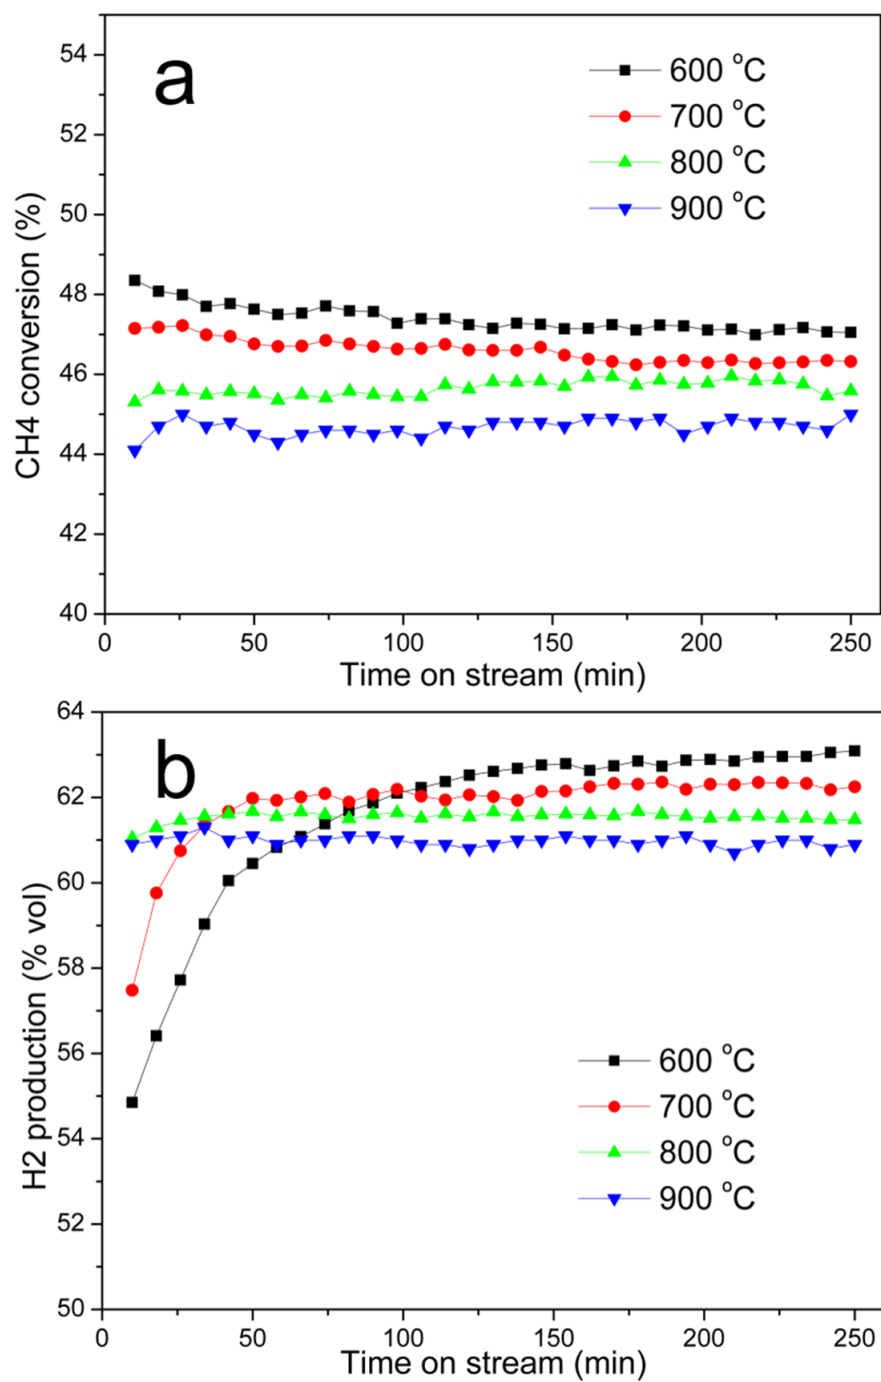 a
600 °C
700 °C
800 °C
900 °C
CH4 conversion (%)
54
52
50
48
46
44
42
40
0 50 100 150 200 250
Time on stream (min)
b
600 °C
700 °C
800 °C
900 °C
H2 production (% vol)
64
62
60
58
56
54
52
50
0 50 100 150 200 250
Time on stream (min)